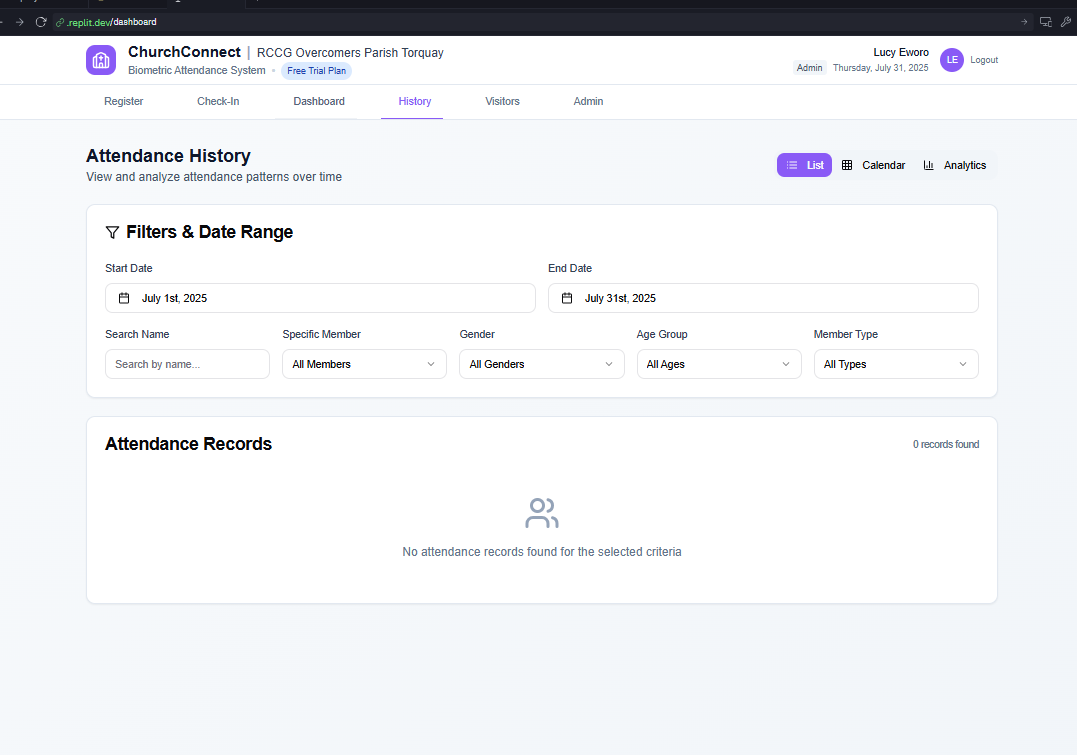 .replit.dev/dashboard
ChurchConnect | RCCG Overcomers Parish Torquay
Biometric Attendance System • Free Trial Plan
Lucy Eworo
Admin Thursday, July 31, 2025
LE
Logout
Register Check-In Dashboard History Visitors Admin
Attendance History
View and analyze attendance patterns over time
List Calendar Analytics
Filters & Date Range
Start Date End Date
July 1st, 2025 July 31st, 2025
Search Name Specific Member Gender Age Group Member Type
Search by name... All Members All Genders All Ages All Types
Attendance Records
0 records found
No attendance records found for the selected criteria